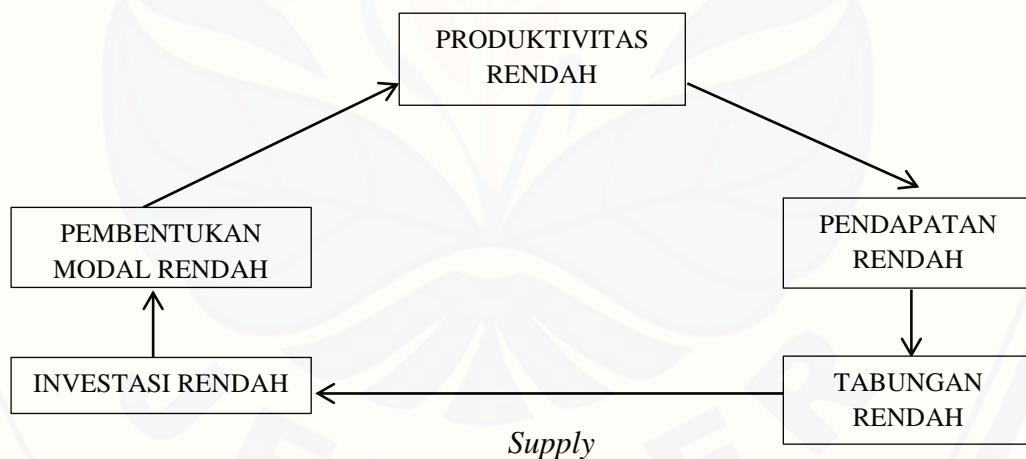 PRODUKTIVITAS
RENDAH
PEMBENTUKAN
MODAL RENDAH
PENDAPATAN
RENDAH
INVESTASI RENDAH
TABUNGAN
RENDAH
Supply